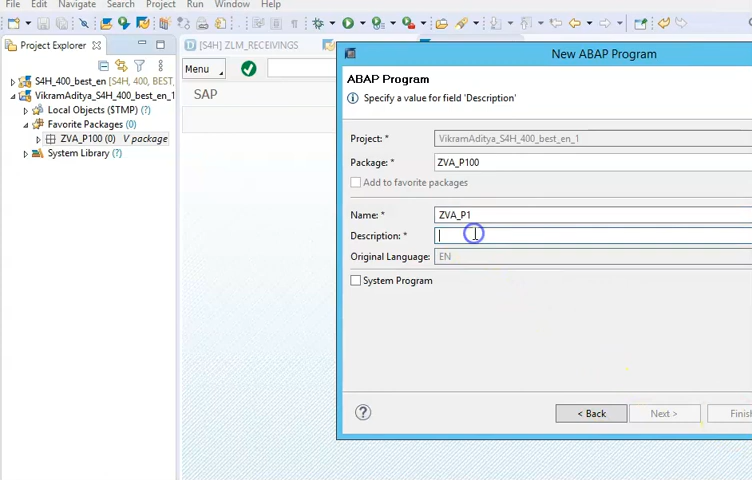 File Edit Navigate Search Project Run Window Help
Project Explorer
[S4H] ZLM_RECEIVINGS
New ABAP Program
Menu
S4H_400_best_en [S4H, 400, BEST,
VikramAditya_S4H_400_best_en_1
Local Objects ($TMP) (?)
Favorite Packages (0)
ZVA_P100 (0) V package
System Library (?)
SAP
ABAP Program
Specify a value for field 'Description'
Project: * VikramAditya_S4H_400_best_en_1
Package: * ZVA_P100
Add to favorite packages
Name: * ZVA_P1
Description: *
Original Language: EN
System Program
? < Back Next > Finish